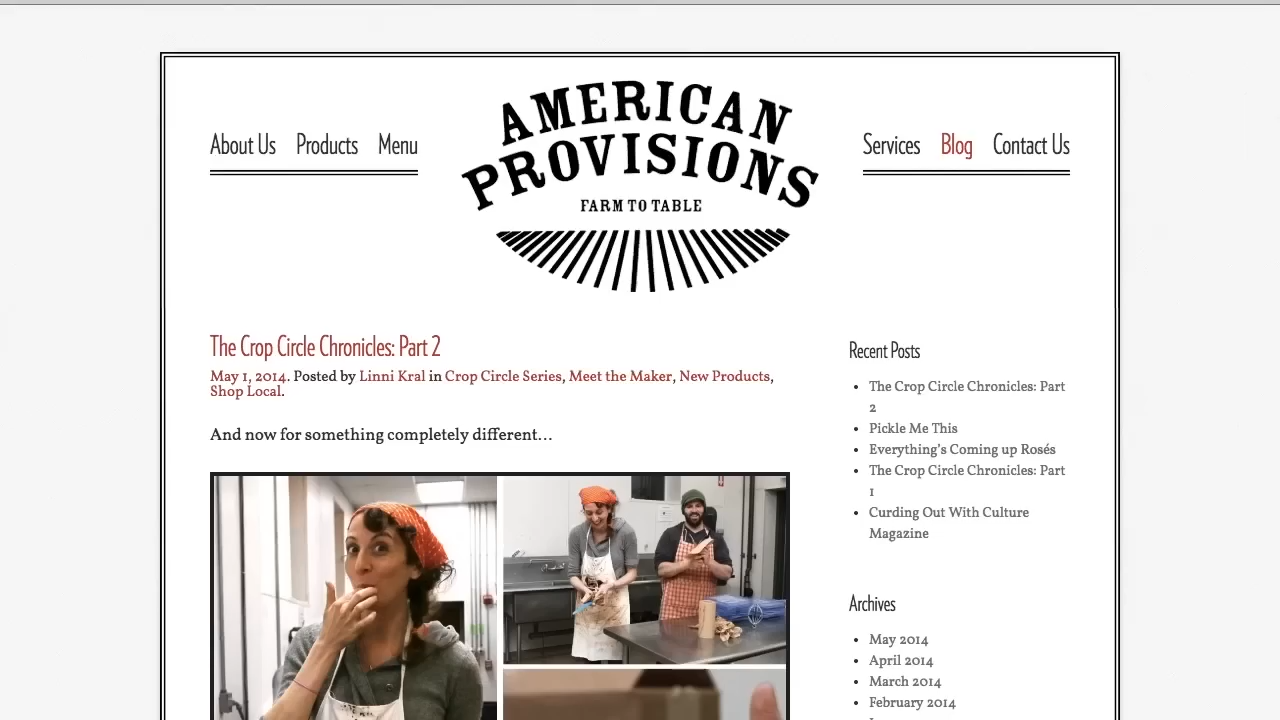 About Us Products Menu
AMERICAN
PROVISIONS
FARM TO TABLE
Services Blog Contact Us
The Crop Circle Chronicles: Part 2
May 1, 2014. Posted by Linni Kral in Crop Circle Series, Meet the Maker, New Products,
Shop Local.
And now for something completely different...
Recent Posts
The Crop Circle Chronicles: Part
2
Pickle Me This
Everything's Coming up Rosés
The Crop Circle Chronicles: Part
1
Curding Out With Culture
Magazine
Archives
May 2014
April 2014
March 2014
February 2014